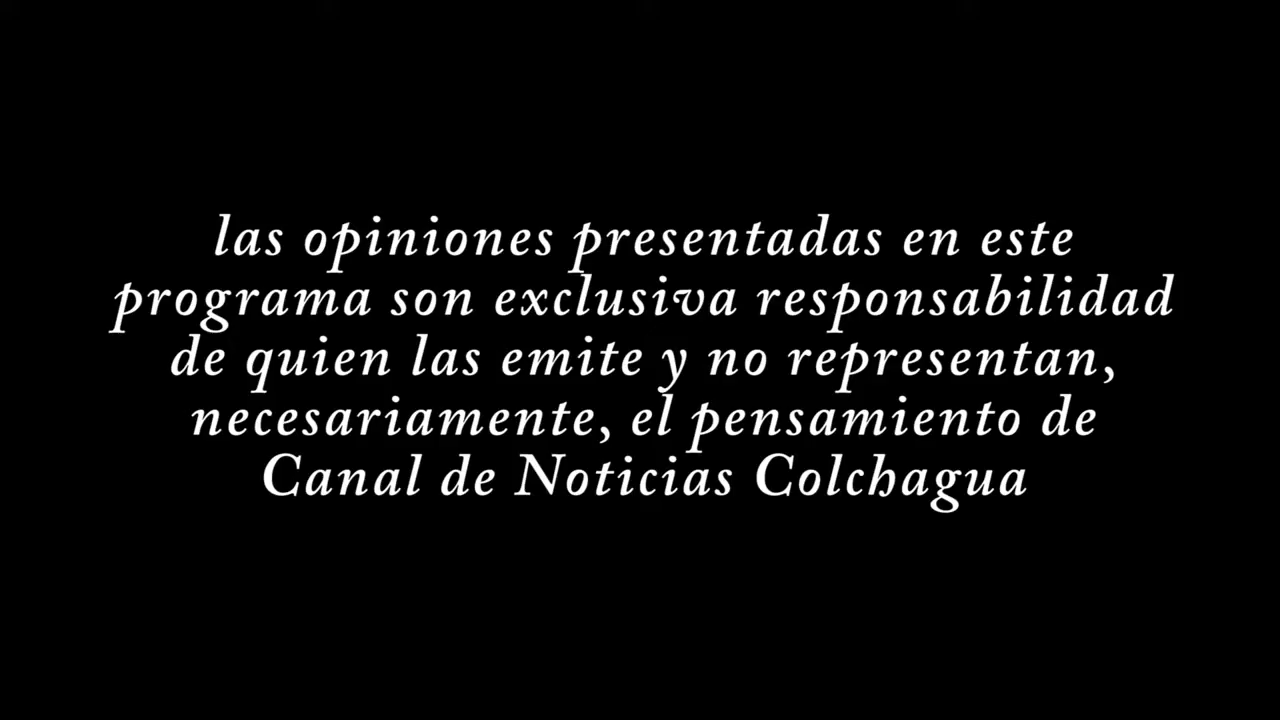 las opiniones presentadas en este
programa son exclusiva responsabilidad
de quien las emite y no representan,
necesariamente, el pensamiento de
Canal de Noticias Colchagua